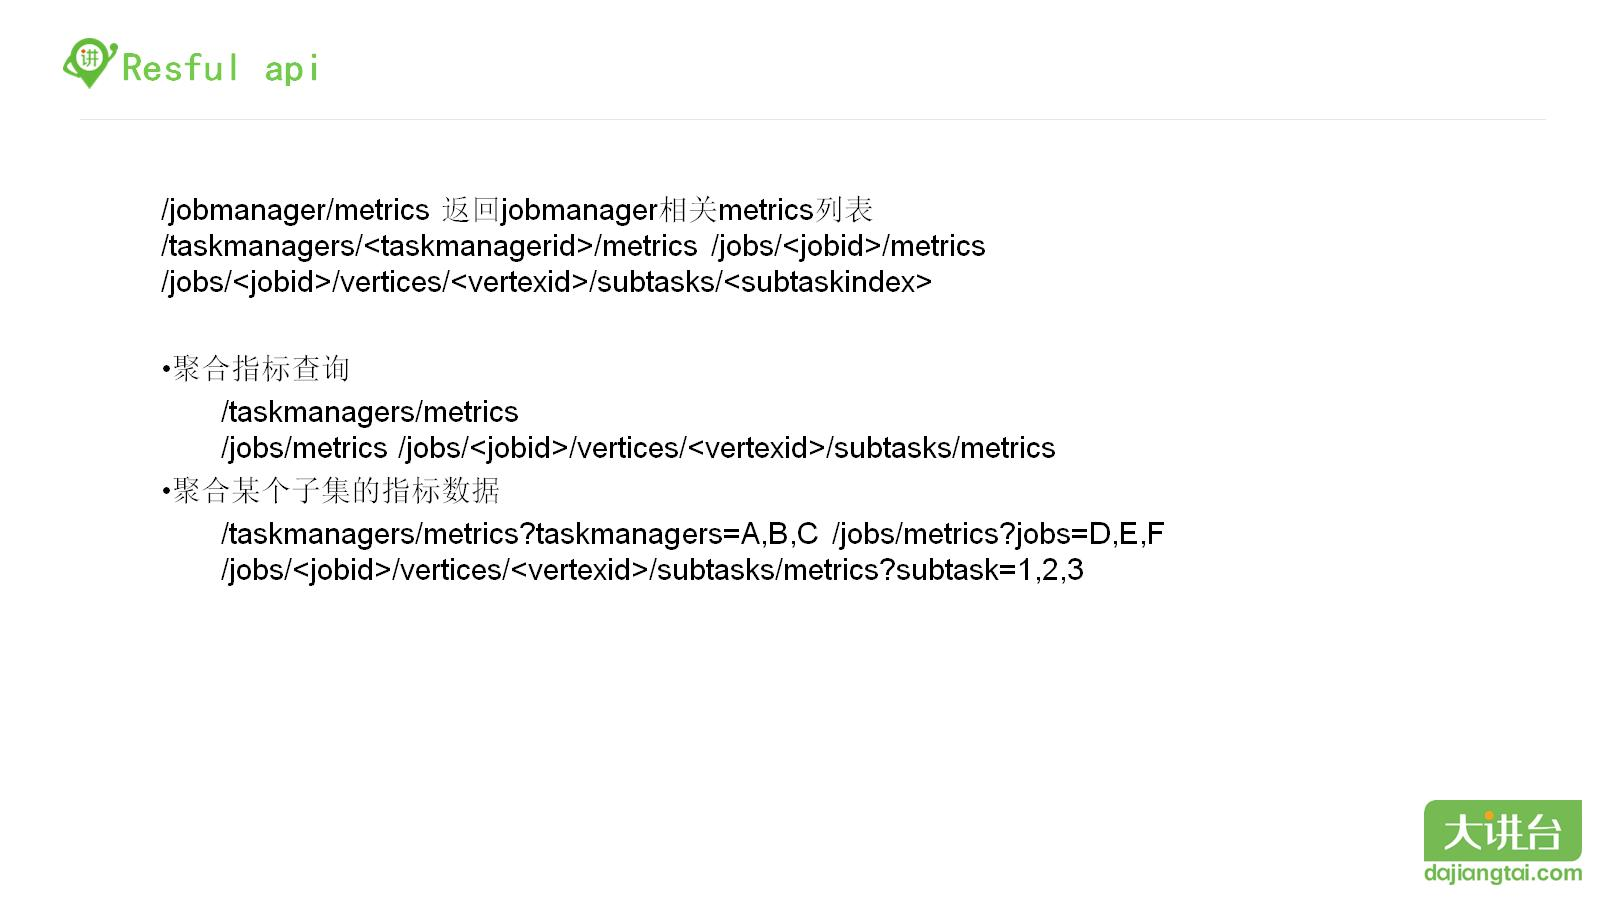 讲
Resful api
/jobmanager/metrics 返回jobmanager相关metrics列表
/taskmanagers/<taskmanagerid>/metrics /jobs/<jobid>/metrics
/jobs/<jobid>/vertices/<vertexid>/subtasks/<subtaskindex>
•聚合指标查询
/taskmanagers/metrics
/jobs/metrics /jobs/<jobid>/vertices/<vertexid>/subtasks/metrics
•聚合某个子集的指标数据
/taskmanagers/metrics?taskmanagers=A,B,C /jobs/metrics?jobs=D,E,F
/jobs/<jobid>/vertices/<vertexid>/subtasks/metrics?subtask=1,2,3
大讲台
dajiangtai.com